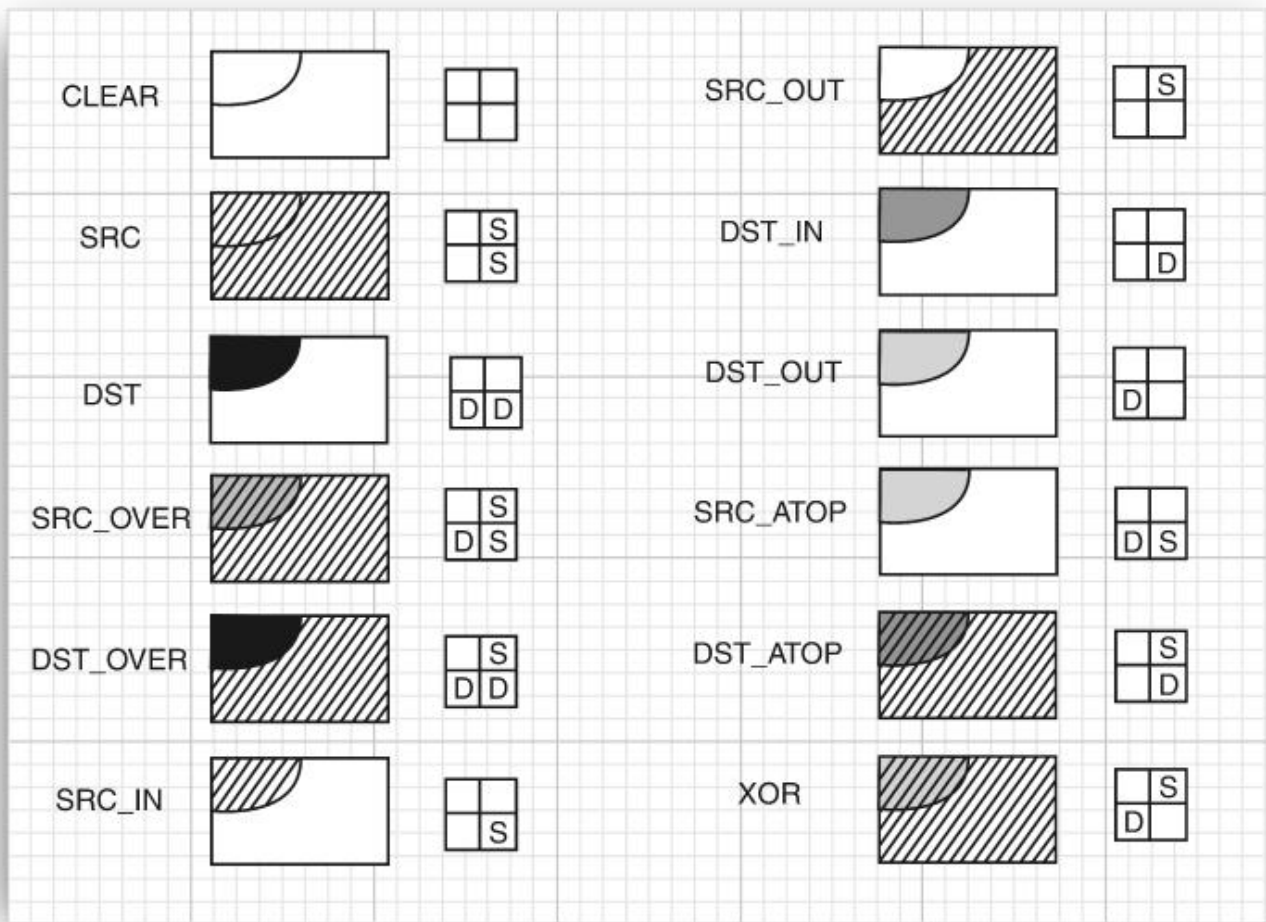 CLEAR
SRC
S
S
DST
D D
SRC_OVER
S
D S
DST_OVER
S
D D
SRC_IN
S
SRC_OUT
S
DST_IN
D
DST_OUT
D
SRC_ATOP
D S
DST_ATOP
S
D
XOR
S
D